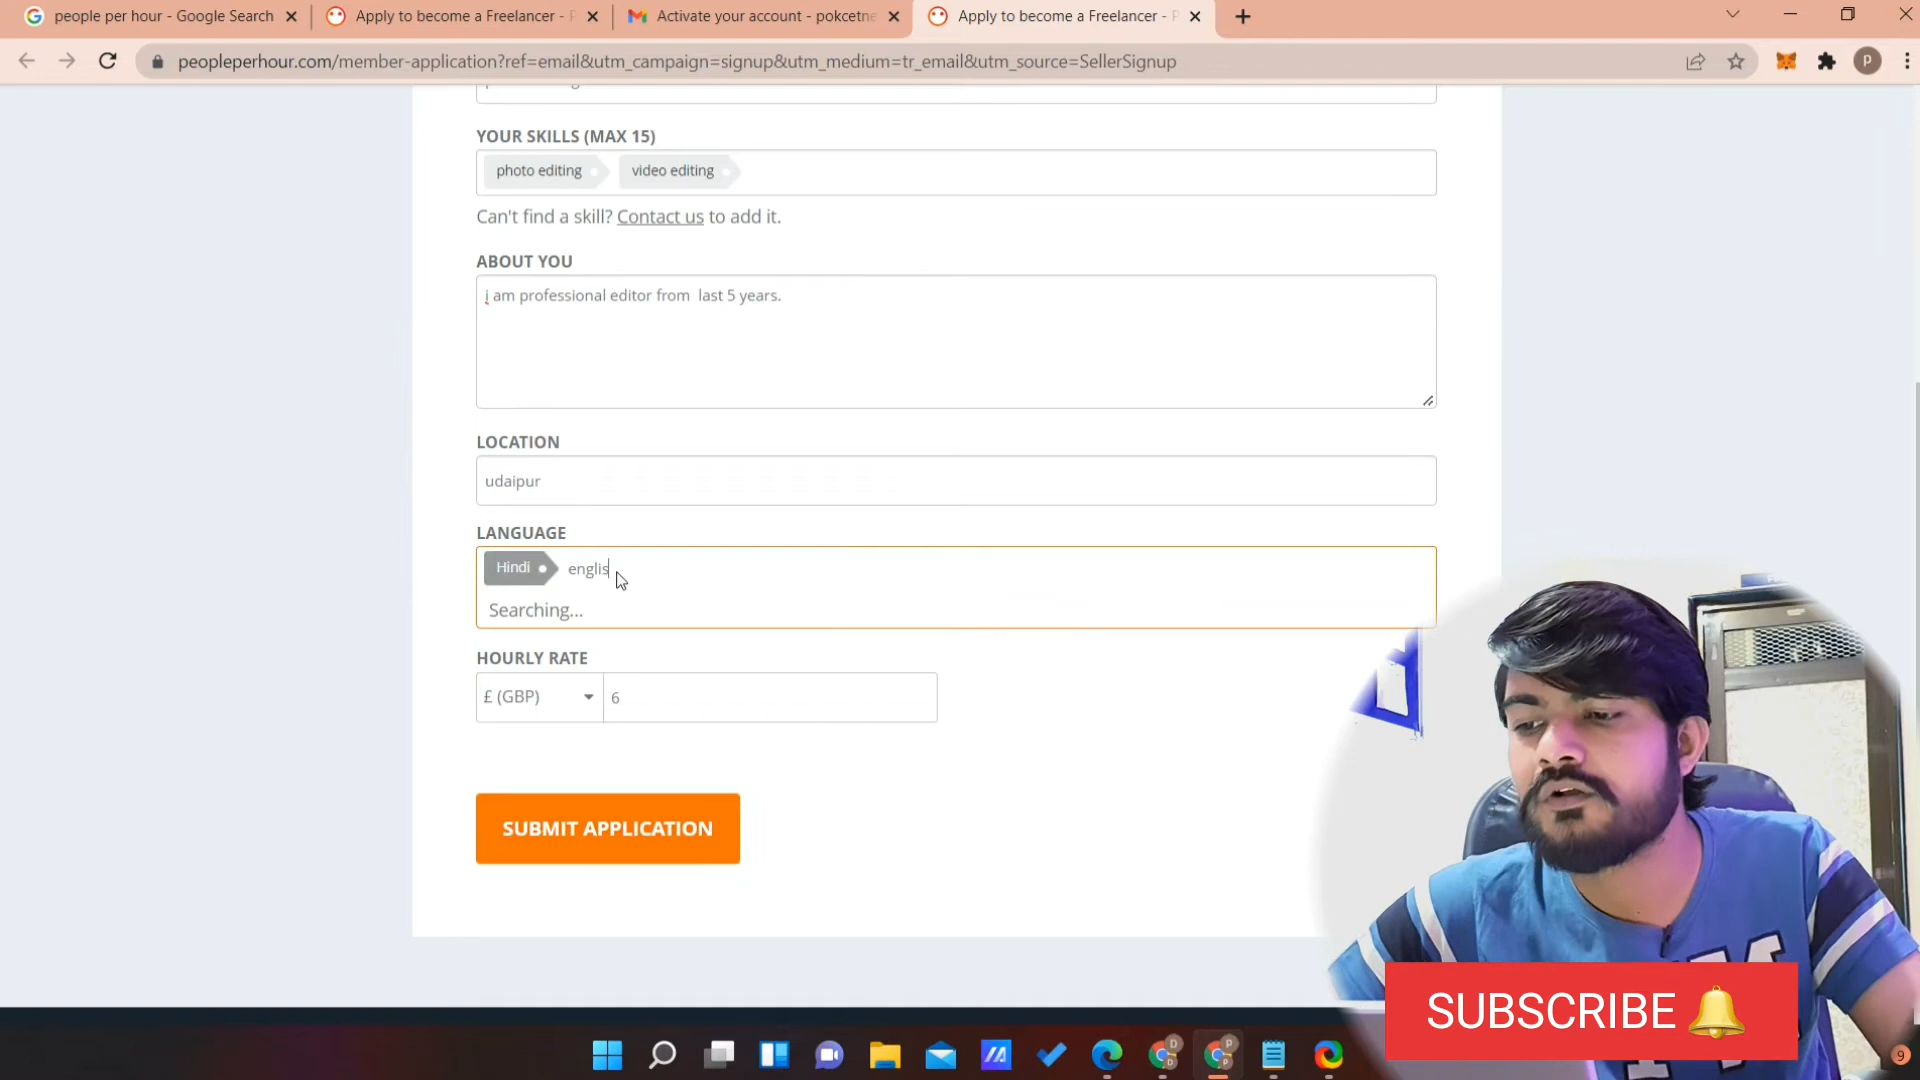 people per hour - Google Search
Apply to become a Freelancer - P
Activate your account - pokcetne
Apply to become a Freelancer - P
peopleperhour.com/member-application?ref=email&utm_campaign=signup&utm_medium=tr_email&utm_source=SellerSignup
P
YOUR SKILLS (MAX 15)
photo editing video editing
Can't find a skill? Contact us to add it.
ABOUT YOU
i am professional editor from  last 5 years.
LOCATION
udaipur
LANGUAGE
Hindi englis
Searching...
HOURLY RATE
£ (GBP) 6
SUBMIT APPLICATION
SUBSCRIBE
9